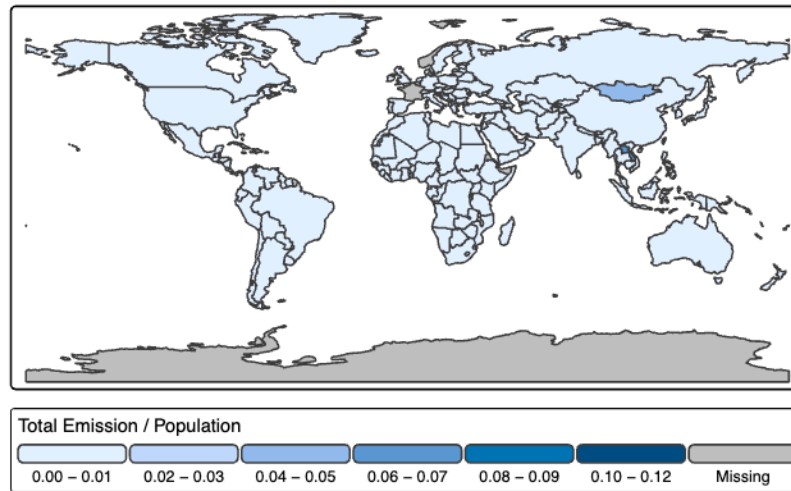 Total Emission / Population
0.00 – 0.01 0.02 – 0.03 0.04 – 0.05 0.06 – 0.07 0.08 – 0.09 0.10 – 0.12 Missing